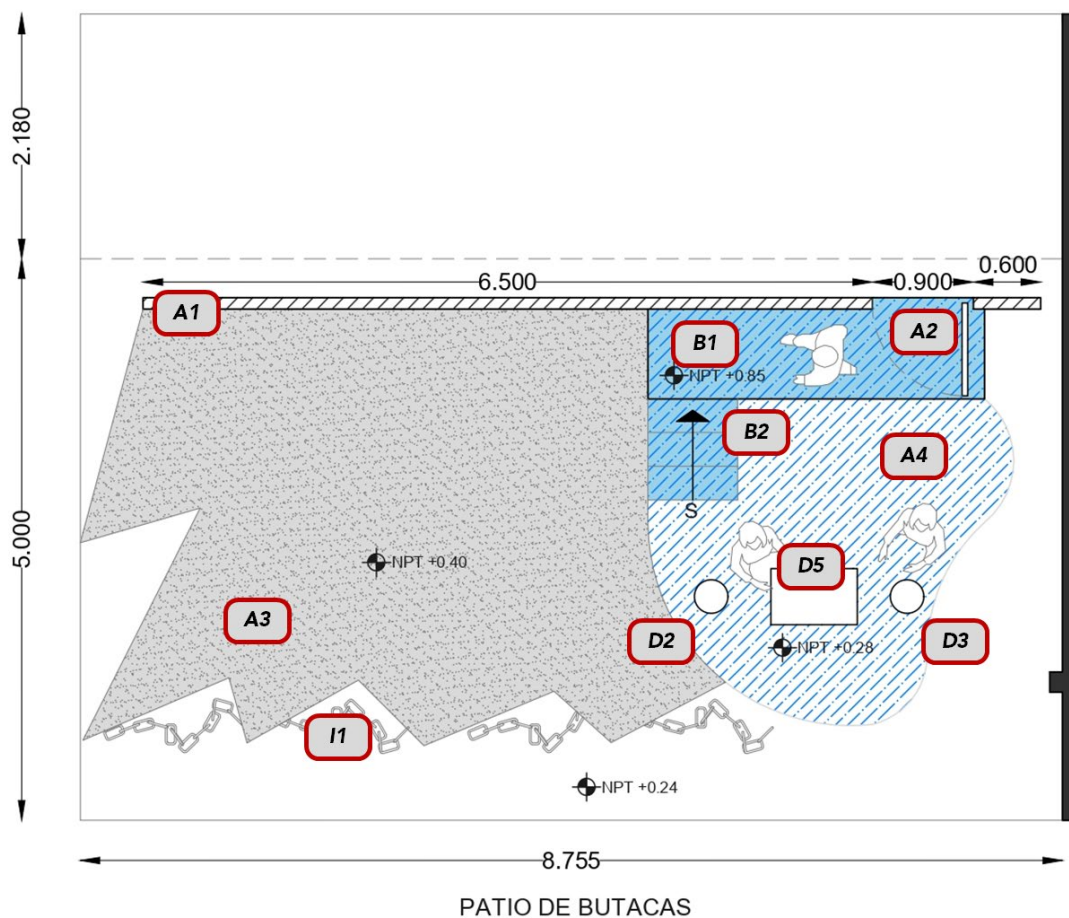 2.180
0.600
6.500
0.900
A1
A2
B1
NPT +0.85
B2
A4
S
5.000
NPT +0.40
D5
A3
D2
D3
NPT +0.28
I1
NPT +0.24
8.755
PATIO DE BUTACAS